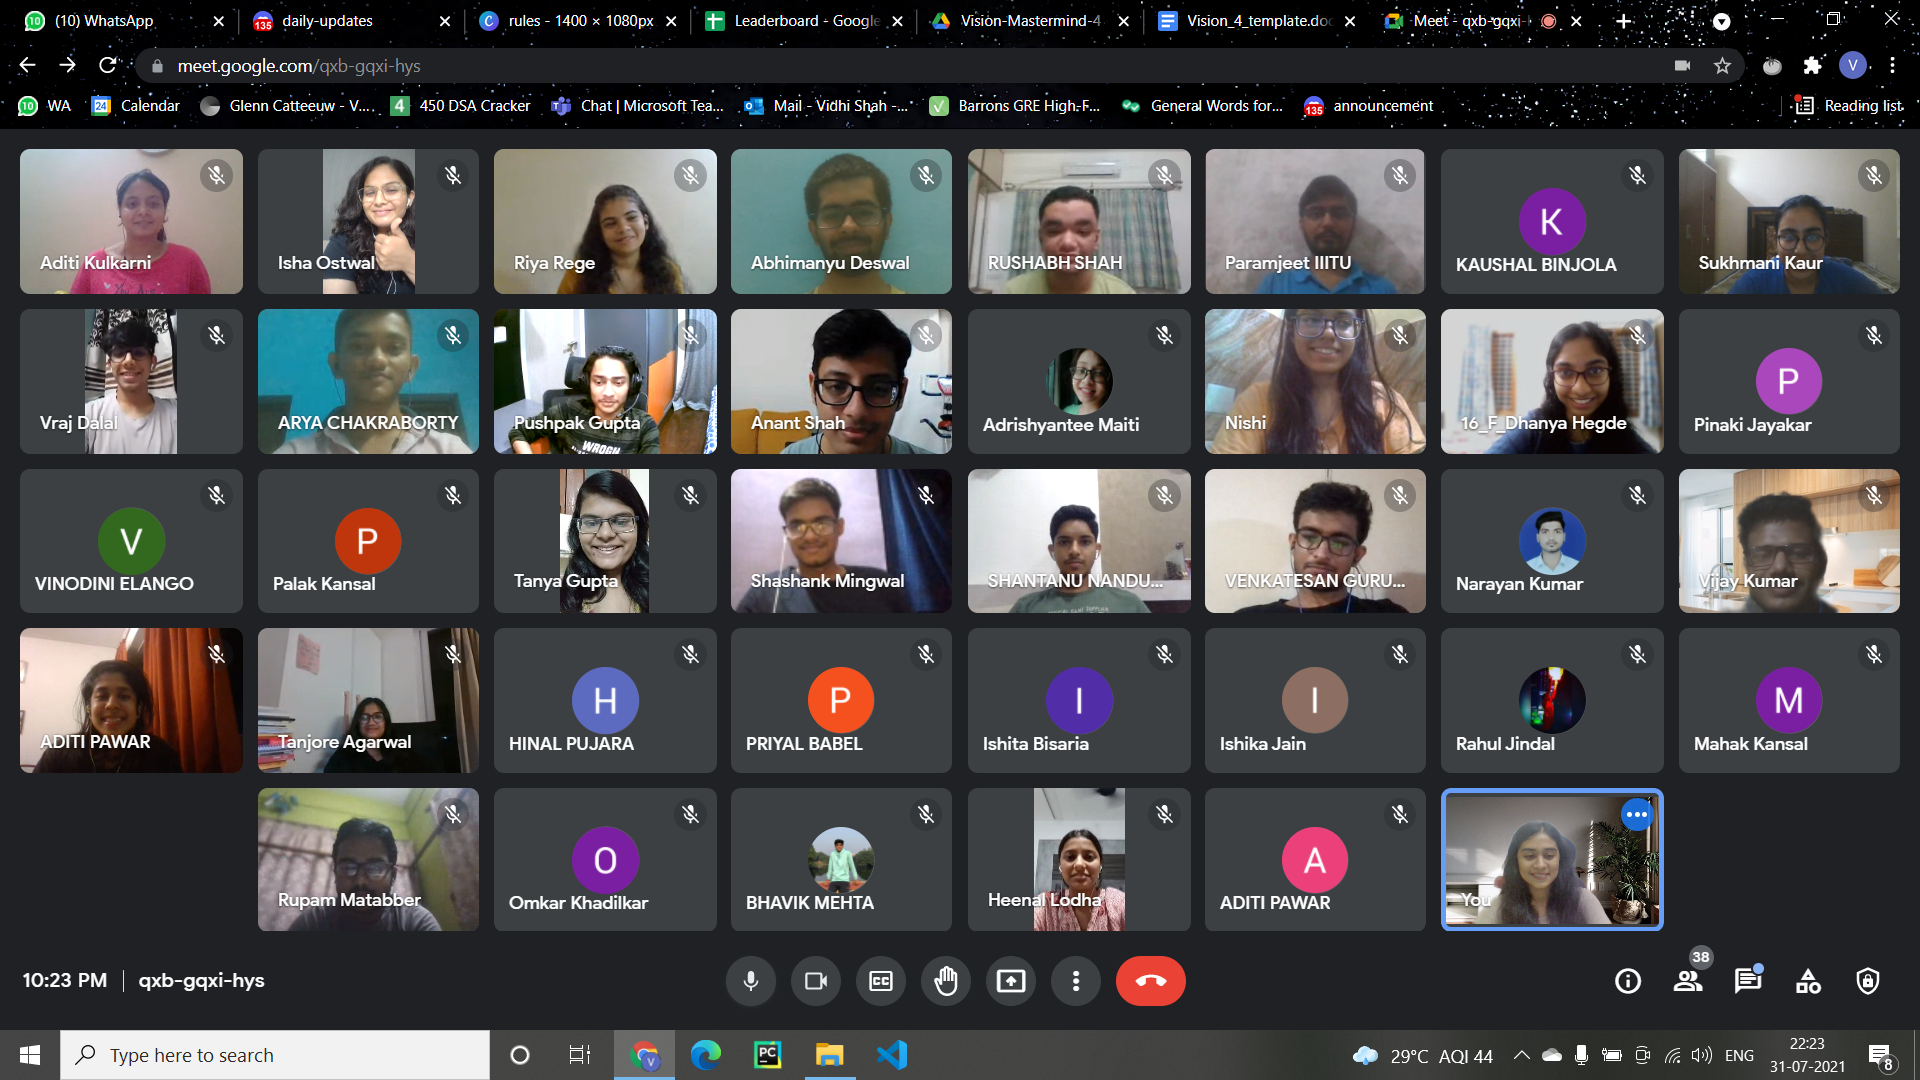 (10) WhatsApp
daily-updates
rules - 1400 × 1080px
Leaderboard - Google
Vision-Mastermind-4
Vision_4_template.doc
Meet - qxb-gqxi-
meet.google.com/qxb-gqxi-hys
V
WA
Calendar
Glenn Catteeuw - V...
450 DSA Cracker
Chat | Microsoft Tea...
Mail - Vidhi Shah -...
Barrons GRE High-F...
General Words for...
announcement
Reading list
Aditi Kulkarni
Isha Ostwal
Riya Rege
Abhimanyu Deswal
RUSHABH SHAH
Paramjeet IIITU
K
KAUSHAL BINJOLA
Sukhmani Kaur
Vraj Dalal
ARYA CHAKRABORTY
Pushpak Gupta
Anant Shah
Adrishyantee Maiti
Nishi
16_F_Dhanya Hegde
P
Pinaki Jayakar
V
VINODINI ELANGO
P
Palak Kansal
Tanya Gupta
Shashank Mingwal
SHANTANU NANDU...
VENKATESAN GURU...
Narayan Kumar
Vijay Kumar
ADITI PAWAR
Tanjore Agarwal
H
HINAL PUJARA
P
PRIYAL BABEL
I
Ishita Bisaria
I
Ishika Jain
Rahul Jindal
M
Mahak Kansal
Rupam Matabber
O
Omkar Khadilkar
BHAVIK MEHTA
Heenal Lodha
A
ADITI PAWAR
You
10:23 PM | qxb-gqxi-hys
38
Type here to search
29°C AQI 44
ENG
22:23
31-07-2021
8